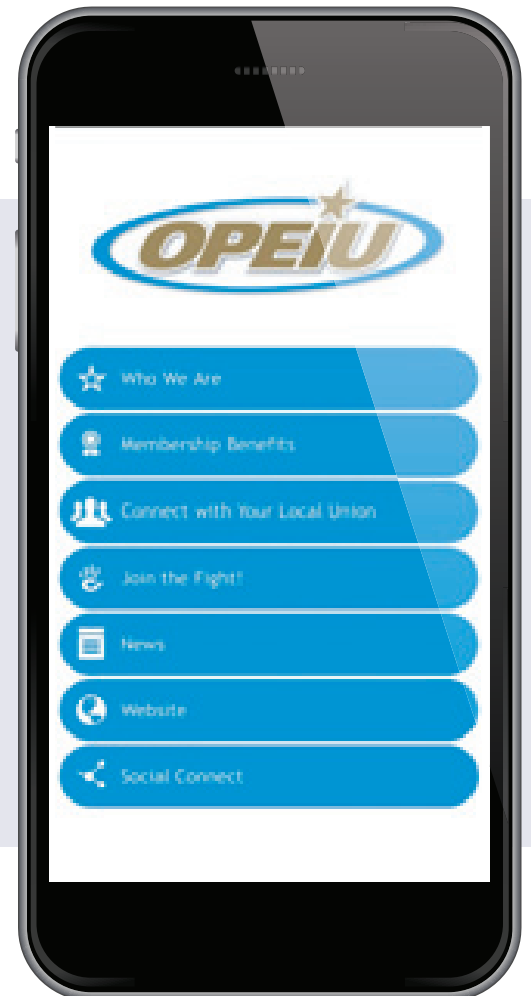 OPEIU
Who We Are
Membership Benefits
Connect with Your Local Union
Join the Fight!
News
Website
Social Connect